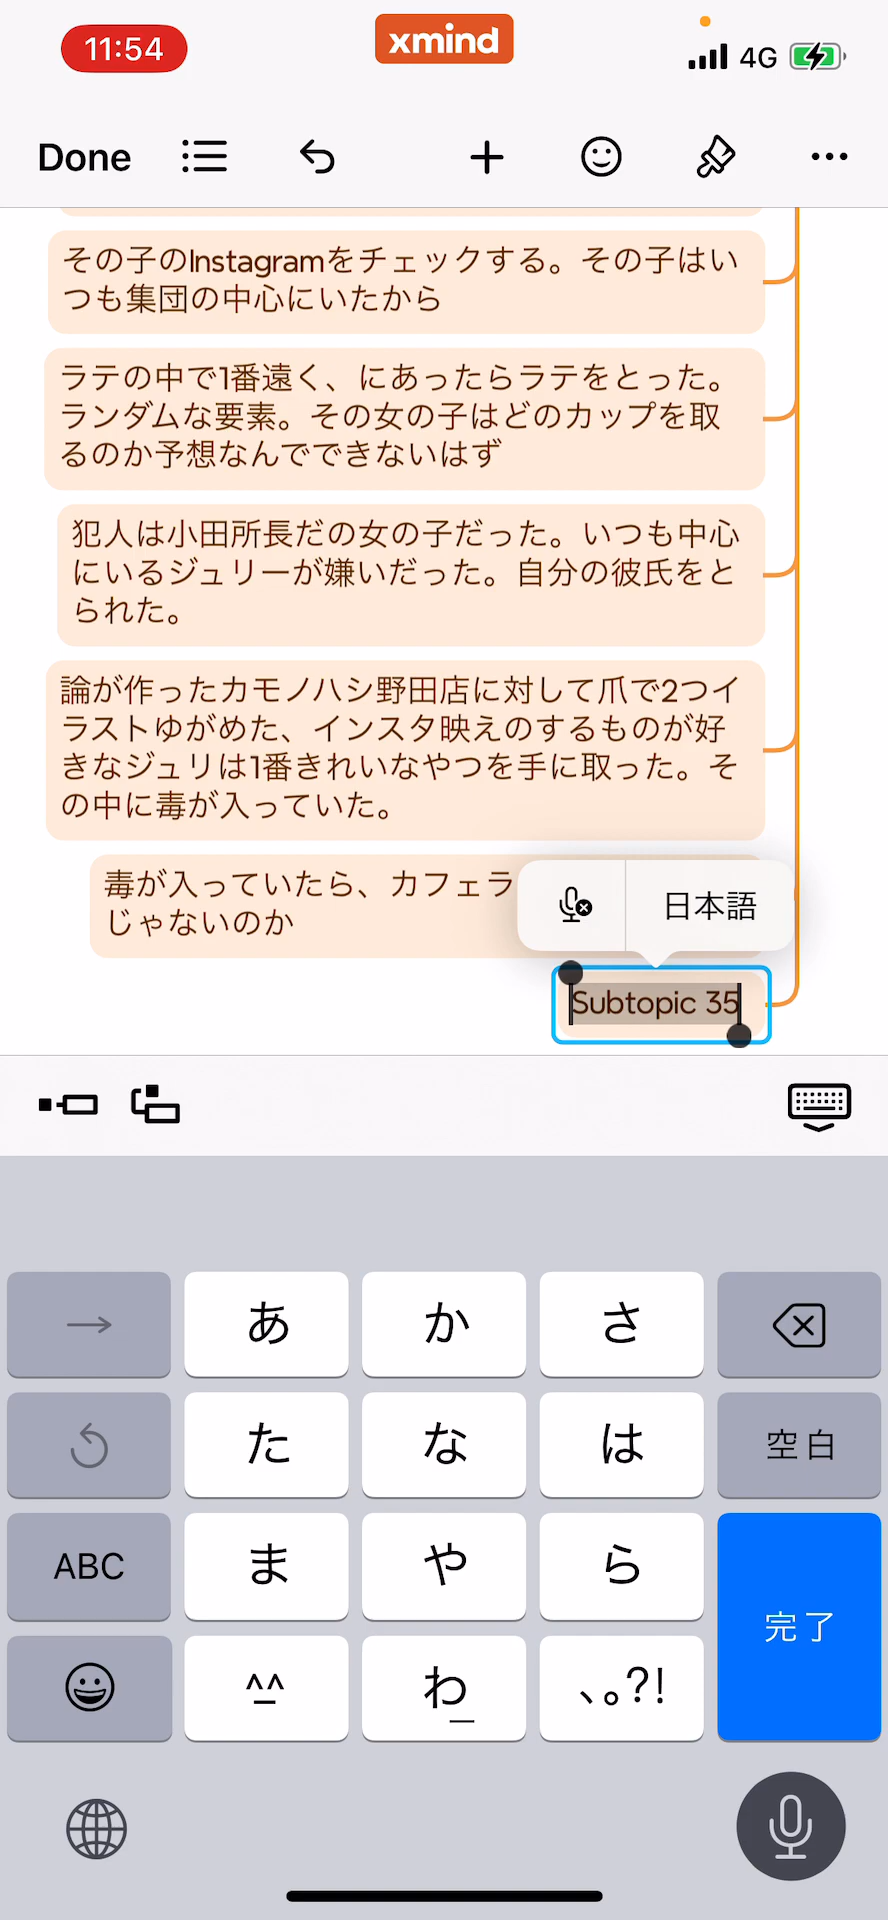 11:54
xmind
4G
Done
その子のInstagramをチェックする。その子はい
つも集団の中心にいたから
ラテの中で1番遠く、にあったらラテをとった。
ランダムな要素。その女の子はどのカップを取
るのか予想なんでできないはず
犯人は小田所長だの女の子だった。いつも中心
にいるジュリーが嫌いだった。自分の彼氏をと
られた。
論が作ったカモノハシ野田店に対して爪で2つイ
ラストゆがめた、インスタ映えのするものが好
きなジュリは1番きれいなやつを手に取った。そ
の中に毒が入っていた。
毒が入っていたら、カフェラ
じゃないのか
日本語
Subtopic 35
→ あ か さ
た な は 空白
ABC ま や ら
完了
^^ わ 、。?!